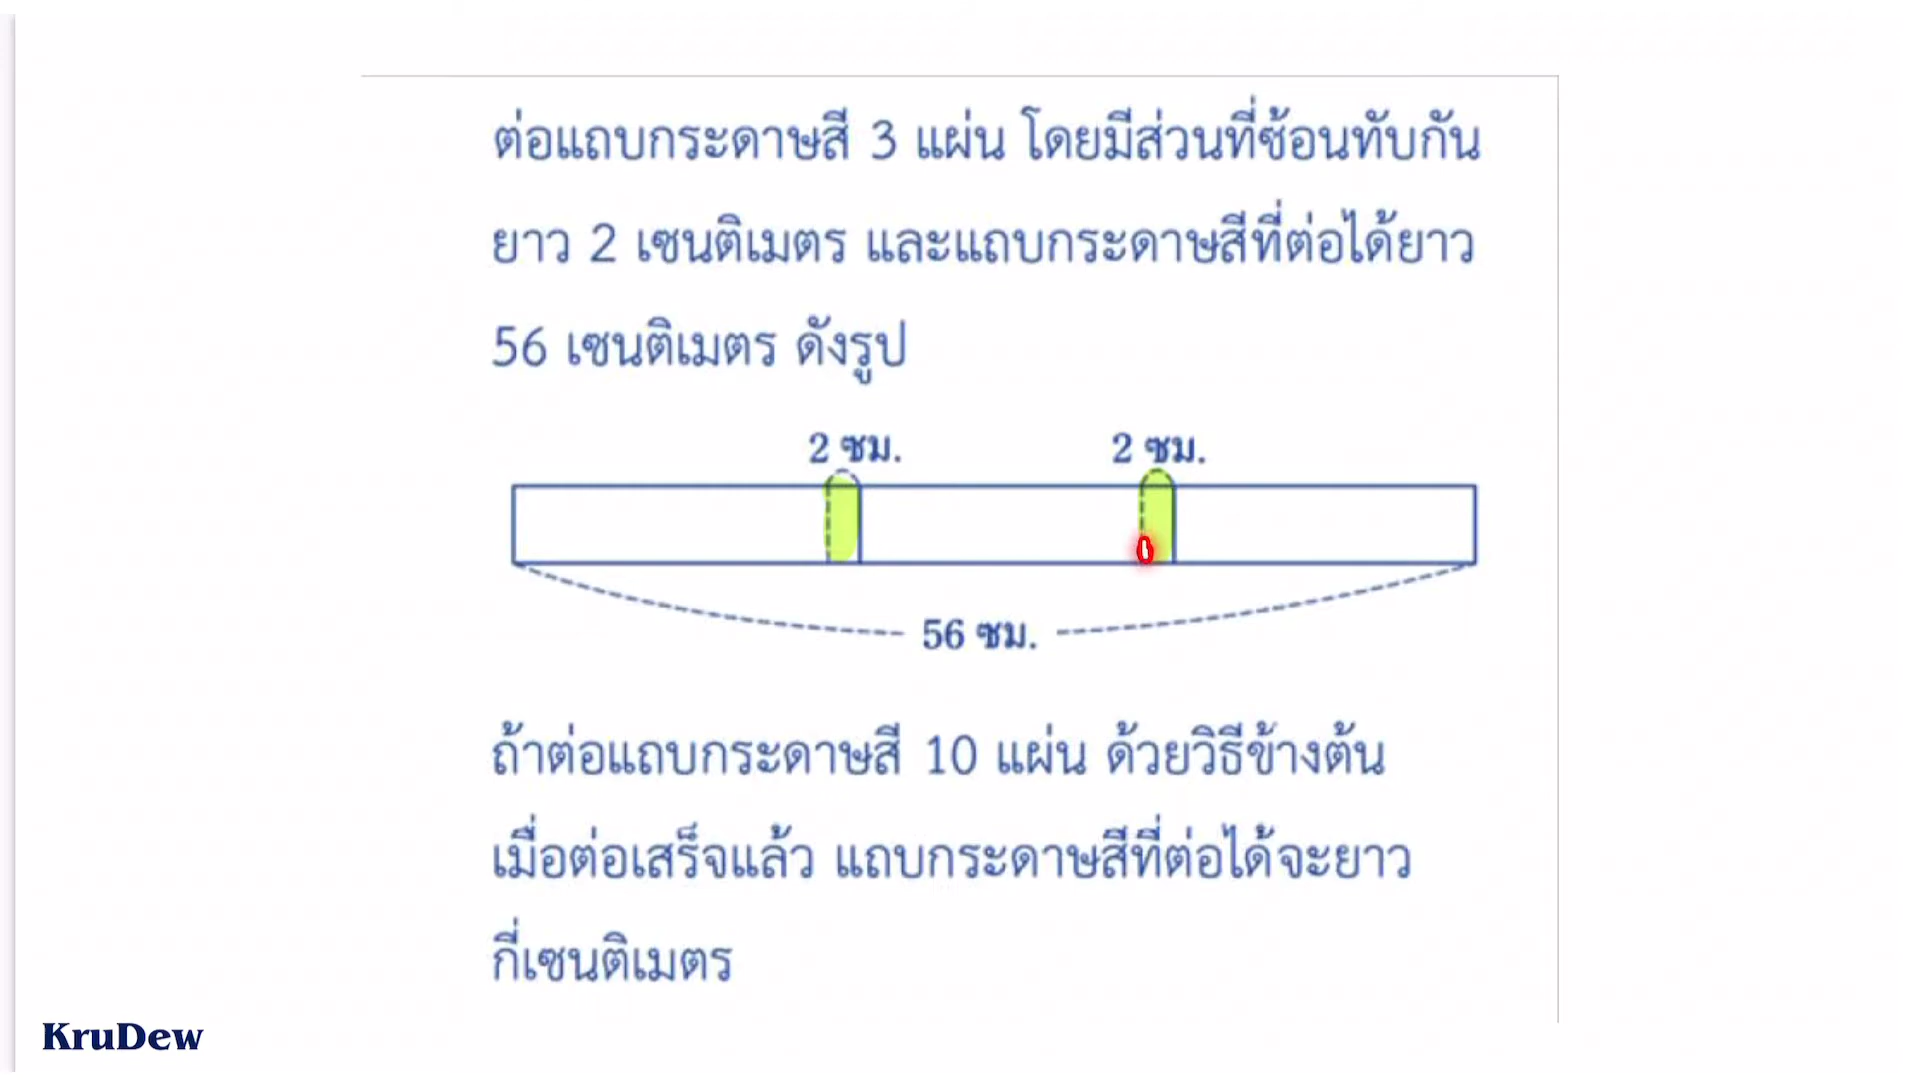 ต่อแถบกระดาษสี 3 แผ่น โดยมีส่วนที่ซ้อนทับกัน
ยาว 2 เซนติเมตร และแถบกระดาษสีที่ต่อได้ยาว
56 เซนติเมตร ดังรูป
2 ซม. 2 ซม.
56 ซม.
ถ้าต่อแถบกระดาษสี 10 แผ่น ด้วยวิธีข้างต้น
เมื่อต่อเสร็จแล้ว แถบกระดาษสีที่ต่อได้จะยาว
กี่เซนติเมตร
KruDew